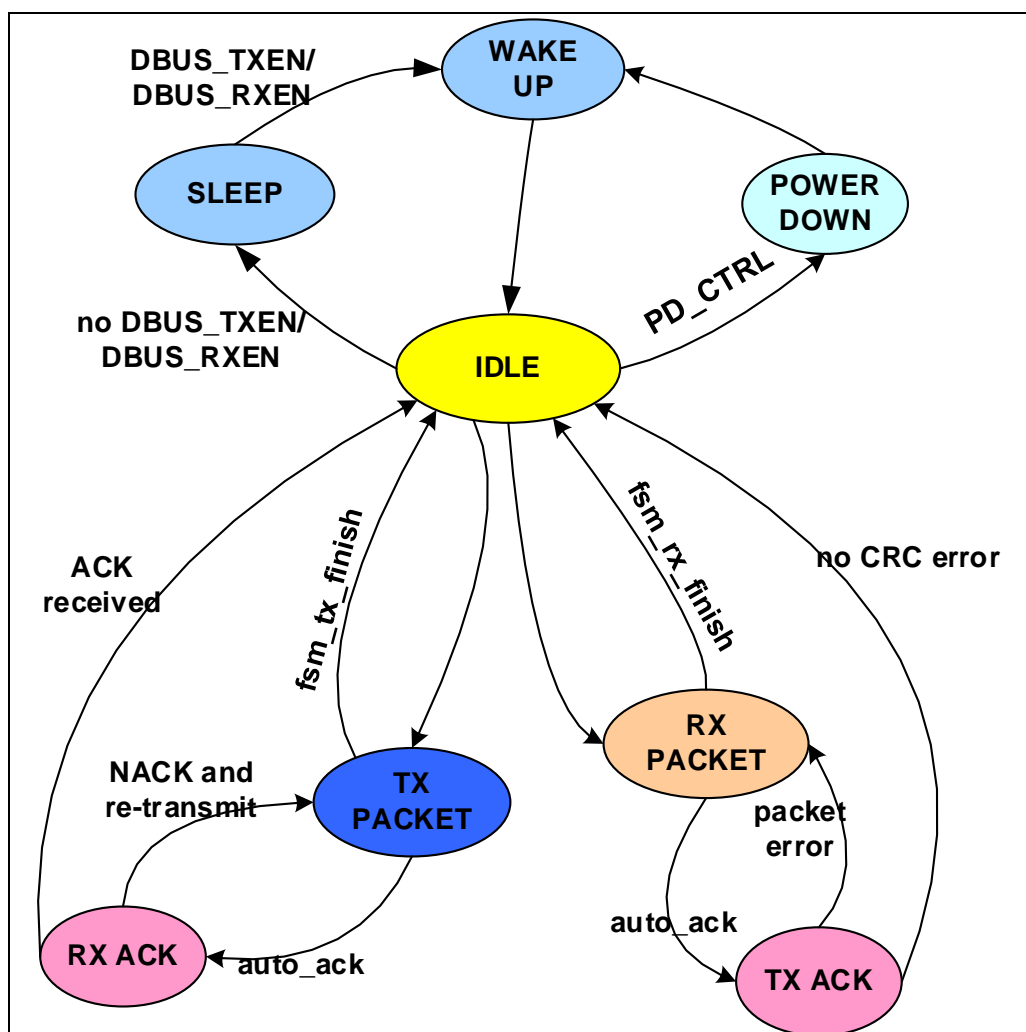 DBUS_TXEN/
DBUS_RXEN
WAKE
UP
SLEEP
POWER
DOWN
no DBUS_TXEN/
DBUS_RXEN
PD_CTRL
IDLE
ACK
received
fsm_tx_finish
fsm_rx_finish
no CRC error
NACK and
re-transmit
TX
PACKET
RX
PACKET
packet
error
RX ACK
auto_ack
auto_ack
TX ACK